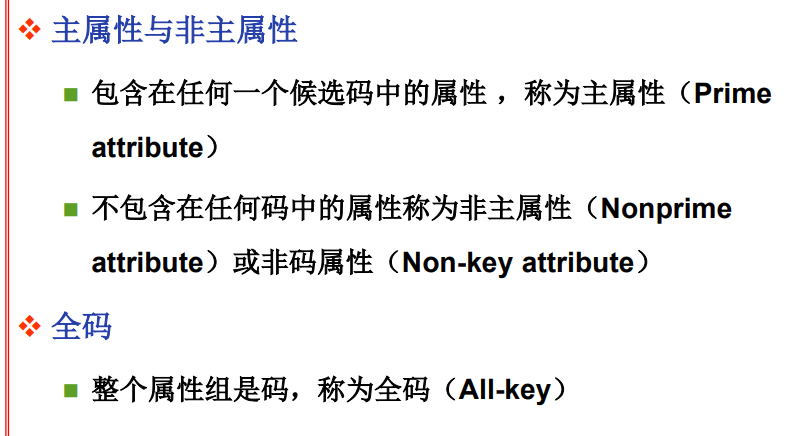 主属性与非主属性
包含在任何一个候选码中的属性 ，称为主属性（Prime
attribute）
不包含在任何码中的属性称为非主属性（Nonprime
attribute）或非码属性（Non-key attribute）
全码
整个属性组是码，称为全码（All-key）